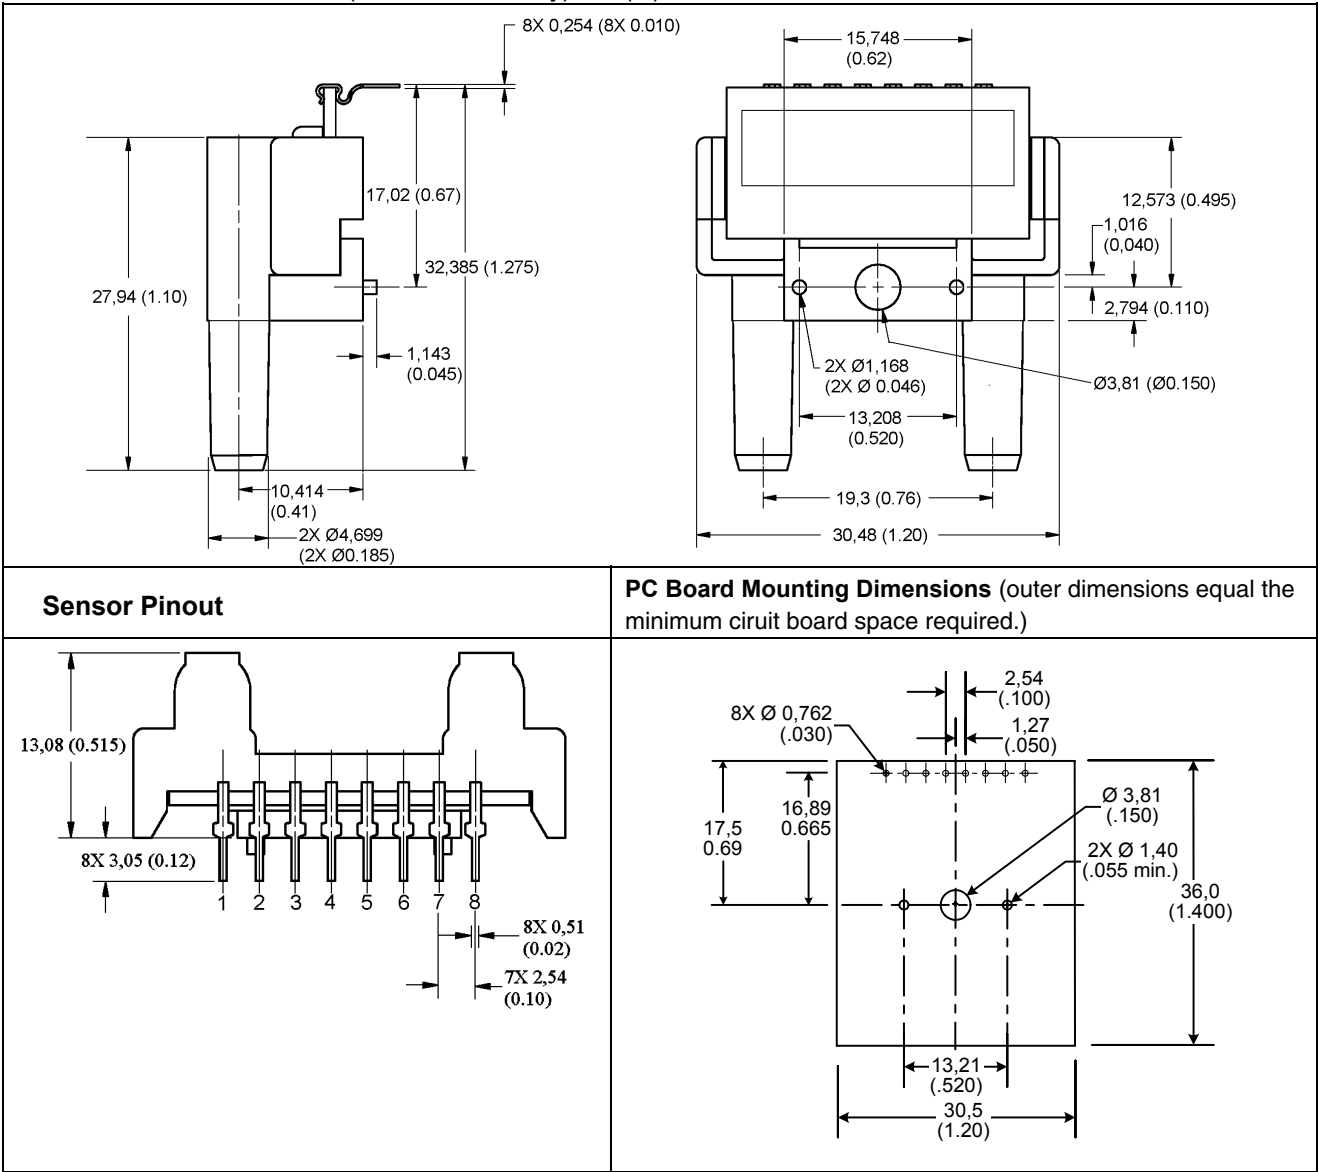 8X 0,254 (8X 0.010)
15,748
(0.62)
17,02 (0.67)
12,573 (0.495)
1,016
(0,040)
32,385 (1.275)
27,94 (1.10)
2,794 (0.110)
1,143
(0.045)
2X Ø1,168
(2X Ø 0.046)
Ø3,81 (Ø0.150)
13,208
(0.520)
10,414
(0.41)
19,3 (0.76)
2X Ø4,699
(2X Ø0.185)
30,48 (1.20)
Sensor Pinout
PC Board Mounting Dimensions (outer dimensions equal the
minimum ciruit board space required.)
13,08 (0.515)
8X 3,05 (0.12)
1 2 3 4 5 6 7 8
8X 0,51
(0.02)
7X 2,54
(0.10)
2,54
(.100)
8X Ø 0,762
(.030)
1,27
(.050)
16,89
0.665
17,5
0.69
Ø 3,81
(.150)
2X Ø 1,40
(.055 min.)
36,0
(1.400)
13,21
(.520)
30,5
(1.20)